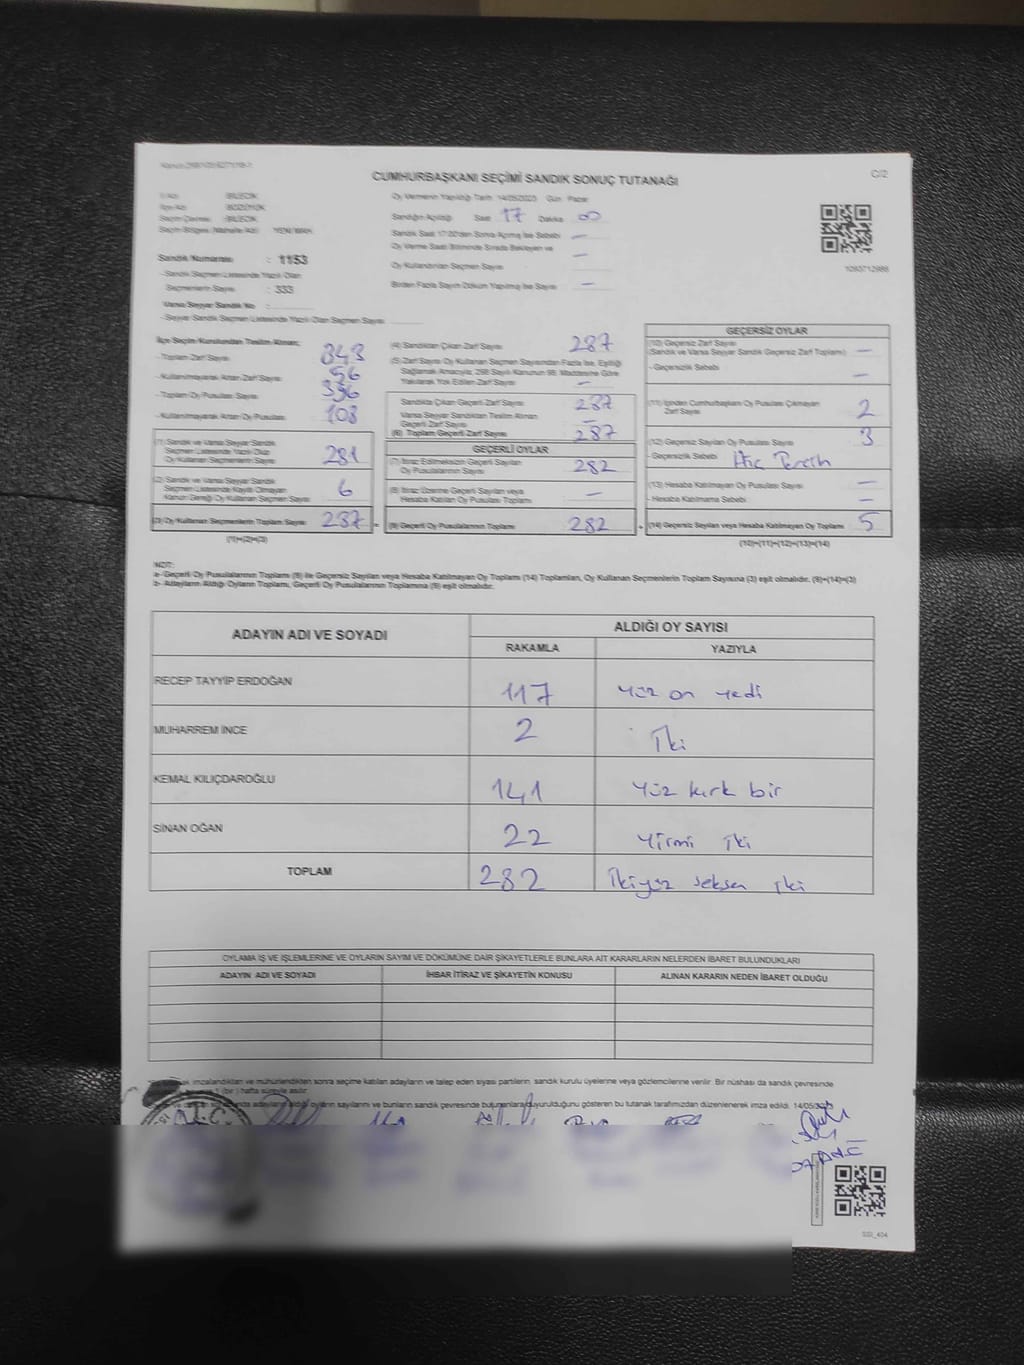 CUMHURBAŞKANI SEÇİMİ SANDIK SONUÇ TUTANAĞI
C/2
İl Adı :BİLECİK
İlçe Adı :BOZÜYÜK
Seçim Çevresi :BİLECİK
Seçim Bölgesi (Mahalle Adı) YENİ MAH.
Sandık Numarası : 1153
- Sandık Seçmen Listesinde Yazılı Olan
Seçmenlerin Sayısı : 333
Varsa Seyyar Sandık No :
- Seyyar Sandık Seçmen Listesinde Yazılı Olan Seçmen Sayısı
Oy Vermenin Yapıldığı Tarih 14/05/2023 Gün Pazar
Sandığın Açıldığı Saat 17 Dakika 00
Sandık Saat 17:00'den Sonra Açılmış İse Sebebi —
Oy Verme Saati Bitiminde Sırada Bekleyen ve
Oy Kullandırılan Seçmen Sayısı —
Birden Fazla Sayım Döküm Yapılmış İse Sayısı —
1093712988
İlçe Seçim Kurulundan Teslim Alınan;
- Toplam Zarf Sayısı 343
- Kullanılmayarak Artan Zarf Sayısı 56
- Toplam Oy Pusulası Sayısı
- Kullanılmayarak Artan Oy Pusulası 108
(1) Sandık ve Varsa Seyyar Sandık
Seçmen Listesinde Yazılı Olup
Oy Kullanan Seçmenlerin Sayısı 281
(2) Sandık ve Varsa Seyyar Sandık
Seçmen Listesinde Kaydı Olmayan
Kanun Gereği Oy Kullanan Seçmen Sayısı 6
(3) Oy Kullanan Seçmenlerin Toplam Sayısı 287
(1)+(2)=(3)
(4) Sandıktan Çıkan Zarf Sayısı 287
(5) Zarf Sayısı Oy Kullanan Seçmen Sayısından Fazla İse, Eşitliği
Sağlamak Amacıyla; 298 Sayılı Kanunun 98. Maddesine Göre
Yakılarak Yok Edilen Zarf Sayısı —
Sandıkta Çıkan Geçerli Zarf Sayısı 287
Varsa Seyyar Sandıktan Teslim Alınan
Geçerli Zarf Sayısı —
(6) Toplam Geçerli Zarf Sayısı 287
GEÇERLİ OYLAR
(7) İtiraz Edilmeksizin Geçerli Sayılan
Oy Pusulalarının Sayısı 282
(8) İtiraz Üzerine Geçerli Sayılan veya
Hesaba Katılan Oy Pusulası Toplamı —
(9) Geçerli Oy Pusulalarının Toplamı 282
GEÇERSİZ OYLAR
(10) Geçersiz Zarf Sayısı
(Sandık ve Varsa Seyyar Sandık Geçersiz Zarf Toplamı) —
- Geçersizlik Sebebi —
(11) İçinden Cumhurbaşkanı Oy Pusulası Çıkmayan
Zarf Sayısı 2
(12) Geçersiz Sayılan Oy Pusulası Sayısı 3
- Geçersizlik Sebebi
(13) Hesaba Katılmayan Oy Pusulası Sayısı —
- Hesaba Katılmama Sebebi —
(14) Geçersiz Sayılan veya Hesaba Katılmayan Oy Toplamı 5
(10)+(11)+(12)+(13)=(14)
NOT:
a- Geçerli Oy Pusulalarının Toplamı (9) ile Geçersiz Sayılan veya Hesaba Katılmayan Oy Toplamı (14) Toplamları, Oy Kullanan Seçmenlerin Toplam Sayısına (3) eşit olmalıdır. (9)+(14)=(3)
b- Adayların Aldığı Oyların Toplamı, Geçerli Oy Pusulalarının Toplamına (9) eşit olmalıdır.
ADAYIN ADI VE SOYADI
ALDIĞI OY SAYISI
RAKAMLA YAZIYLA
RECEP TAYYİP ERDOĞAN 117 Yüz on yedi
MUHARREM İNCE 2 İki
KEMAL KILIÇDAROĞLU 141 Yüz kırk bir
SİNAN OĞAN 22 Yirmi iki
TOPLAM 282 İkiyüz seksen iki
OYLAMA İŞ VE İŞLEMLERİNE VE OYLARIN SAYIM VE DÖKÜMÜNE DAİR ŞİKAYETLERLE BUNLARA AİT KARARLARIN NELERDEN İBARET BULUNDUKLARI
ADAYIN ADI VE SOYADI İHBAR İTİRAZ VE ŞİKAYETİN KONUSU ALINAN KARARIN NEDEN İBARET OLDUĞU
imzalandıktan ve mühürlendikten sonra seçime katılan adayların ve talep eden siyasi partilerin, sandık kurulu üyelerine veya gözlemcilerine verilir. Bir nüshası da sandık çevresinde
1 (bir) hafta süreyle asılır.
adayların aldığı oyların sayılarını ve bunların sandık çevresinde bulunanlara duyurulduğunu gösteren bu tutanak tarafımızdan düzenlenerek imza edildi. 14/05/2023
T.C.